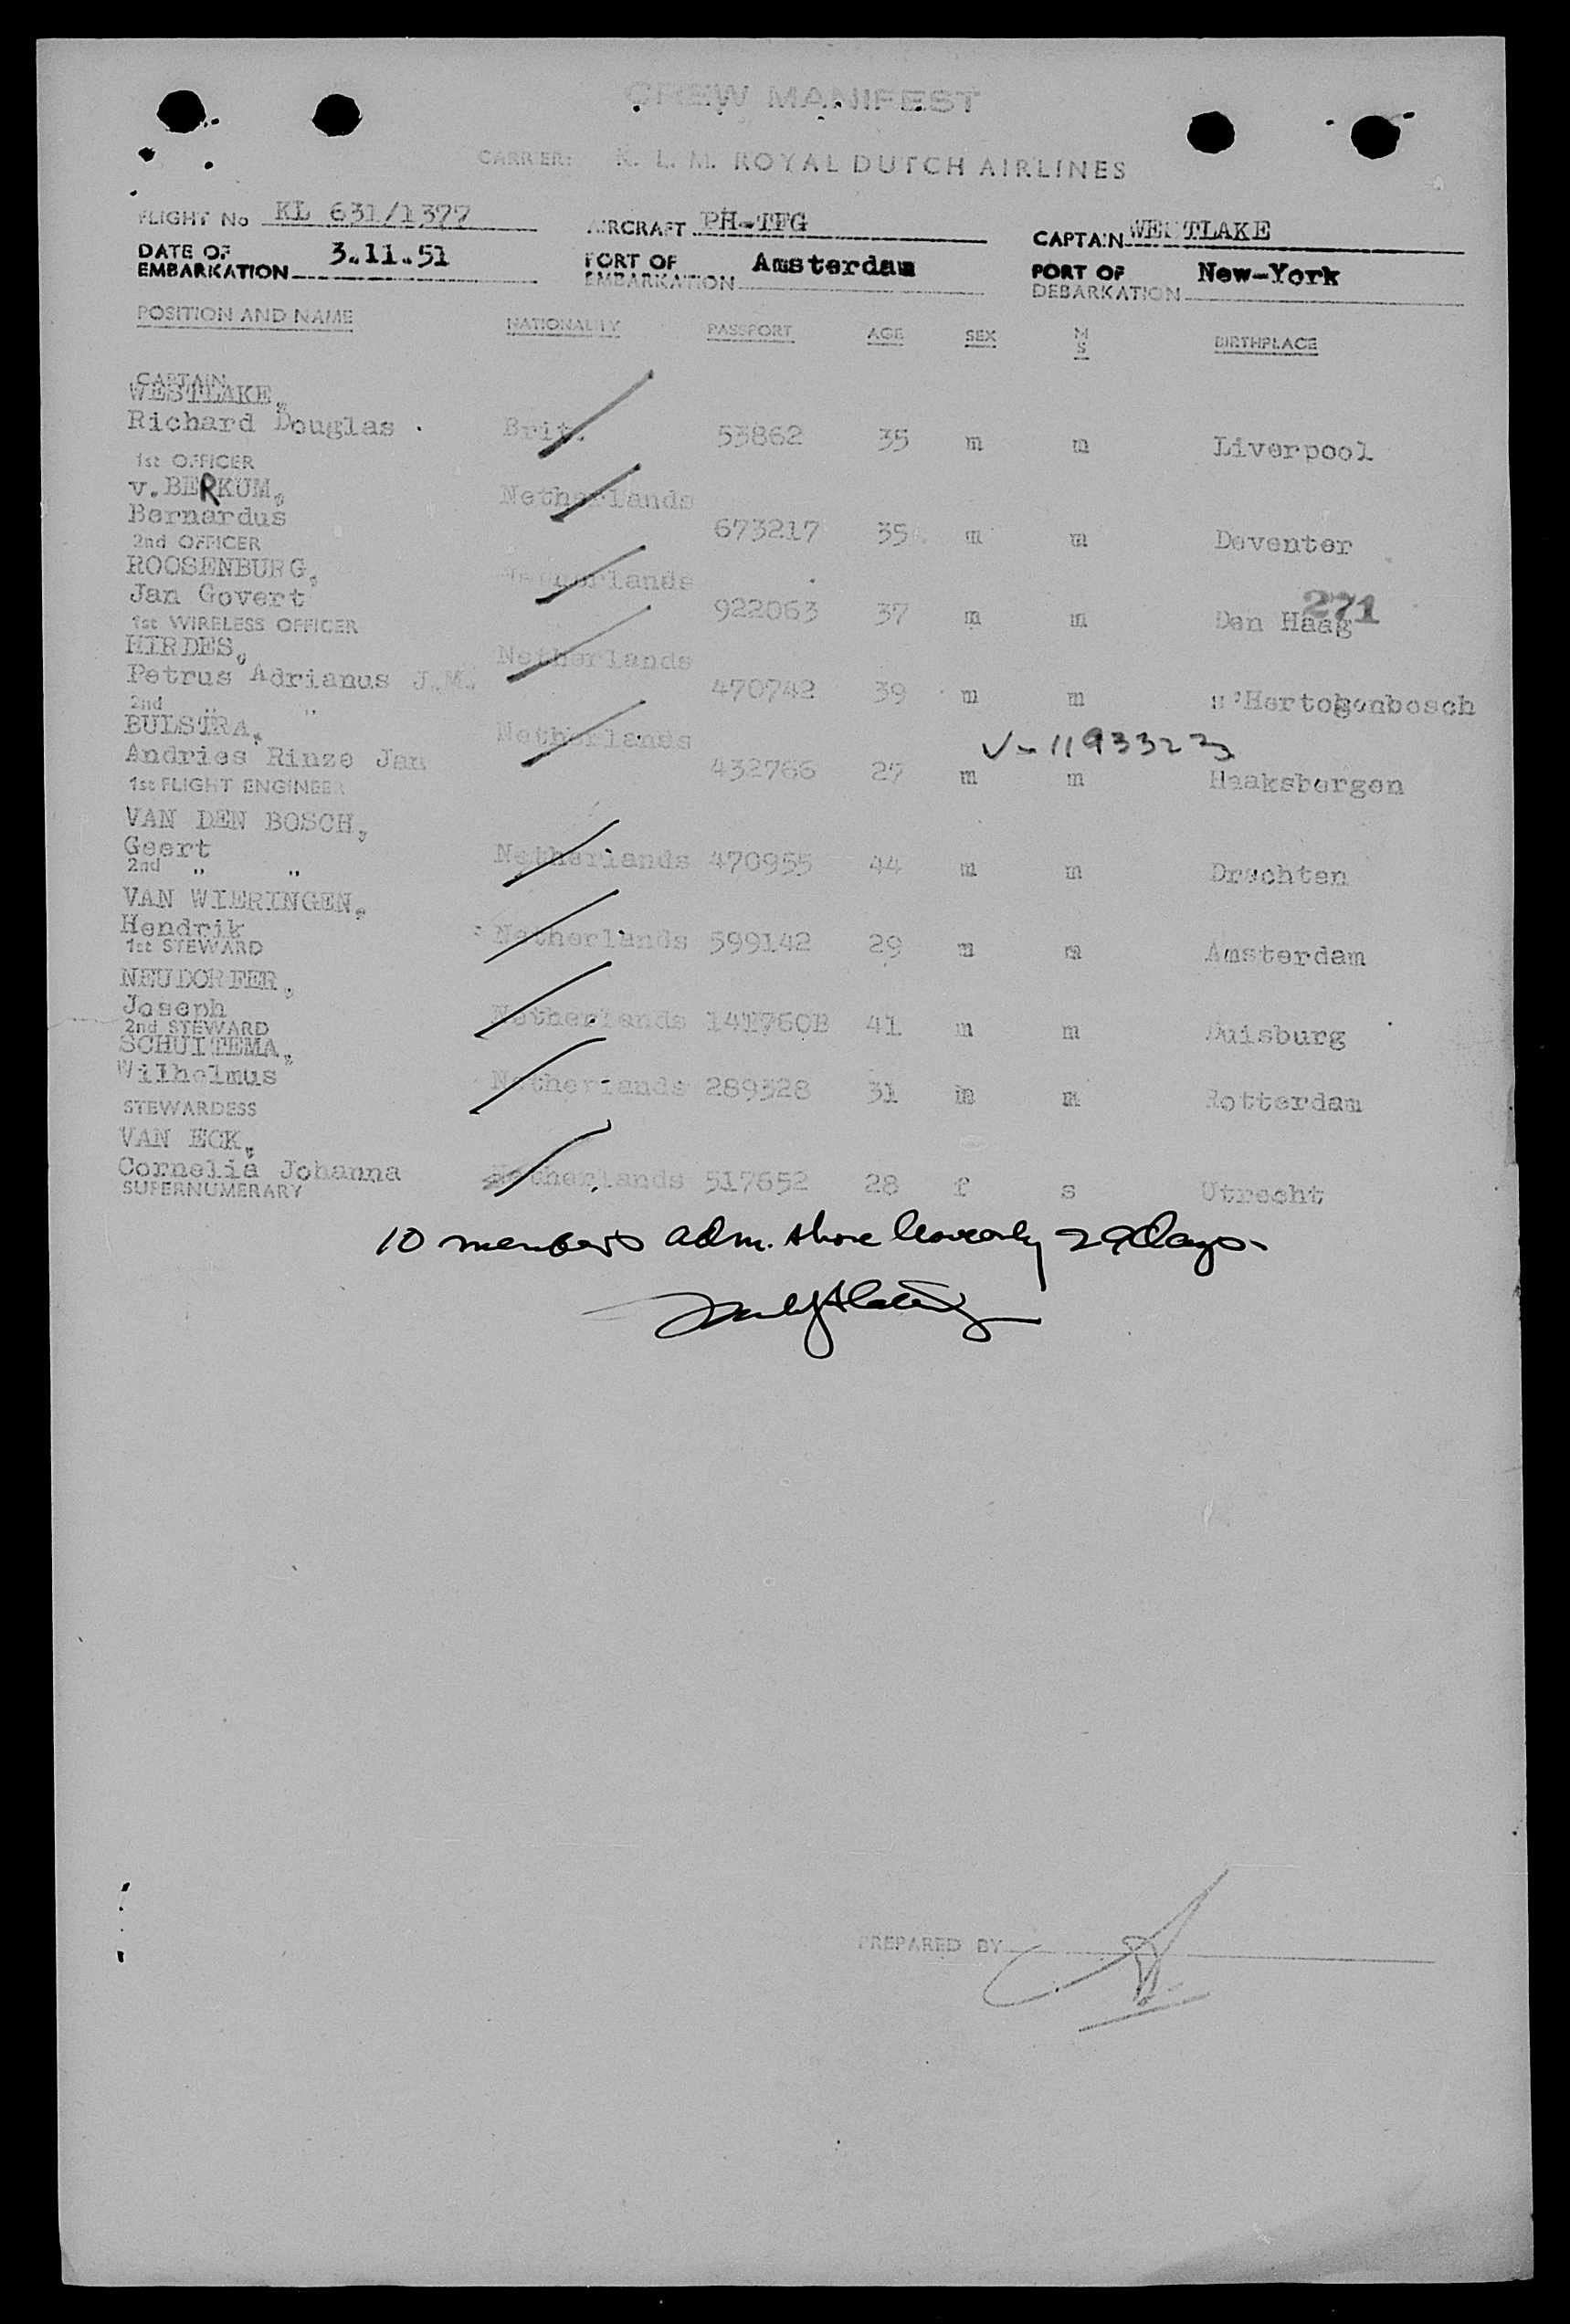 CREW MANIFEST
CARRIER: K. L. M. ROYAL DUTCH AIRLINES
FLIGHT No KL 631/1377 AIRCRAFT PH-TFG CAPTAIN WESTLAKE
DATE OF EMBARKATION 3.11.51 PORT OF EMBARKATION Amsterdam PORT OF DEBARKATION New-York
POSITION AND NAME NATIONALITY PASSPORT AGE SEX M S BIRTHPLACE
CAPTAIN
WESTLAKE,
Richard Douglas Brit. 53862 35 m m Liverpool
1st OFFICER
v.BERKUM, Netherlands
Bernardus 673217 35 m m Deventer
2nd OFFICER
ROOSENBURG, Netherlands
Jan Govert 922063 37 m m Den Haag 271
1st WIRELESS OFFICER
HIRDES, Netherlands
Petrus Adrianus J.M. 470742 39 m m s'Hertogenbosch
2nd " "
BULSTRA, Netherlands V-1193323
Andries Rinze Jan 432766 27 m m Haaksbergen
1st FLIGHT ENGINEER
VAN DEN BOSCH,
Geert Netherlands 470955 44 m m Drachten
2nd " "
VAN WIERINGEN,
Hendrik Netherlands 599142 29 m m Amsterdam
1st STEWARD
NEUDORFER,
Joseph Netherlands 141760B 41 m m Duisburg
2nd STEWARD
SCHUITEMA,
Wilhelmus Netherlands 289328 31 m m Rotterdam
STEWARDESS
VAN ECK,
Cornelia Johanna Netherlands 517652 28 f s Utrecht
SUPERNUMERARY
10 members adm. shore leave only 29 days.
PREPARED BY